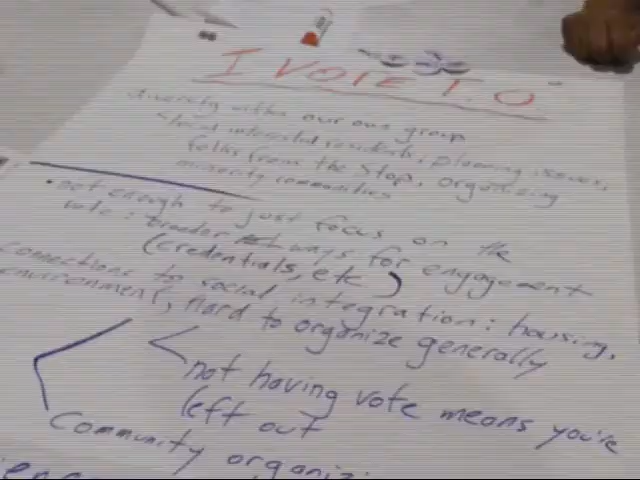 I VOTE T.O.
diversity within our own group
- local interested residents, planning issues,
folks from the Stop, organizing
minority communities
• not enough to just focus on the
vote: broader ways for engagement
(credentials, etc)
connections to social integration: housing,
environment, hard to organize generally
not having vote means you're
left out
Community organizi